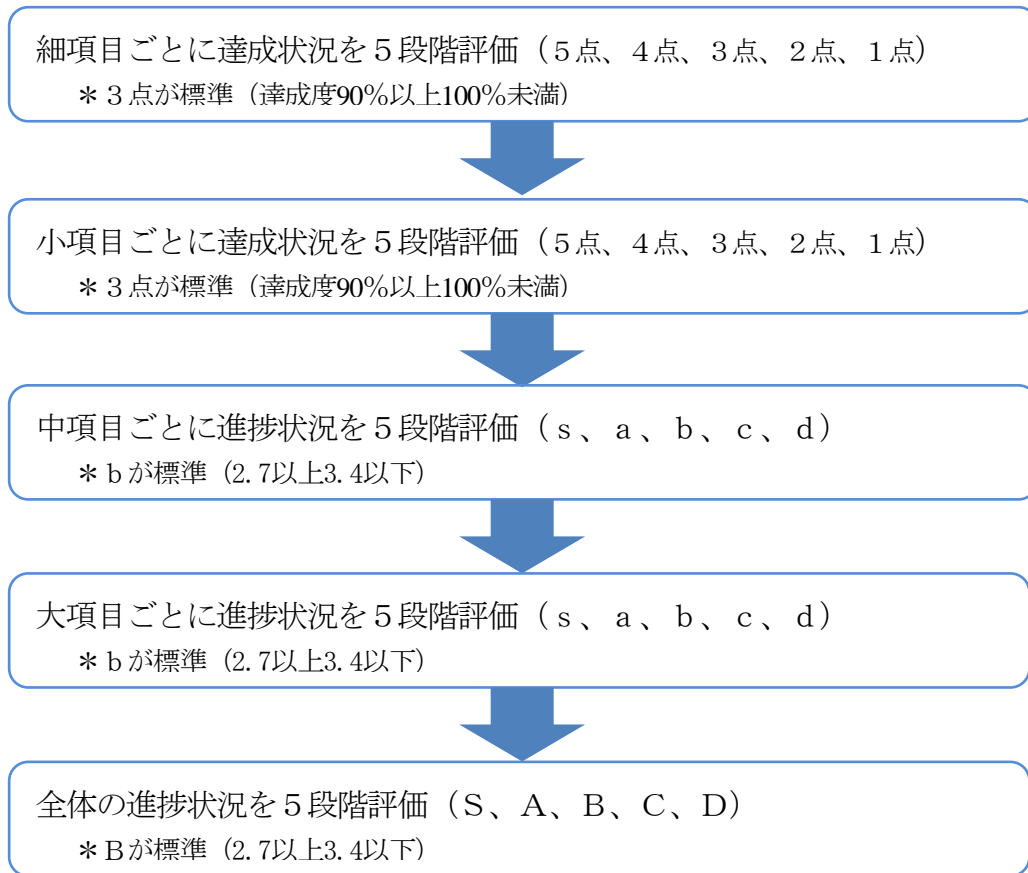 細項目ごとに達成状況を５段階評価（５点、４点、３点、２点、１点）
＊３点が標準（達成度90％以上100％未満）
小項目ごとに達成状況を５段階評価（５点、４点、３点、２点、１点）
＊３点が標準（達成度90％以上100％未満）
中項目ごとに進捗状況を５段階評価（ｓ、ａ、ｂ、ｃ、ｄ）
＊ｂが標準（2.7以上3.4以下）
大項目ごとに進捗状況を５段階評価（ｓ、ａ、ｂ、ｃ、ｄ）
＊ｂが標準（2.7以上3.4以下）
全体の進捗状況を５段階評価（Ｓ、Ａ、Ｂ、Ｃ、Ｄ）
＊Ｂが標準（2.7以上3.4以下）